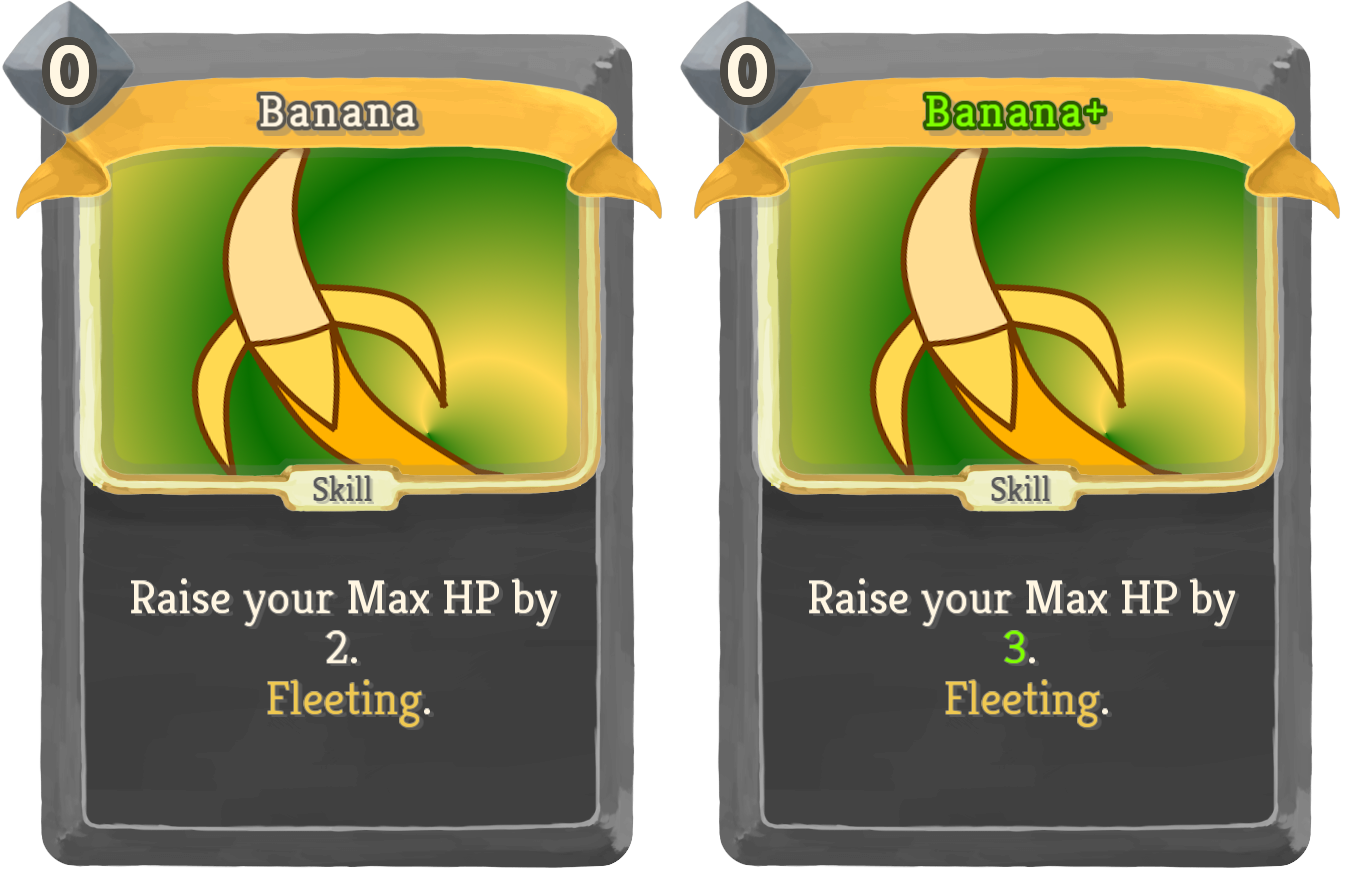 0
Banana
Skill
Raise your Max HP by
2.
Fleeting.
0
Banana+
Skill
Raise your Max HP by
3.
Fleeting.